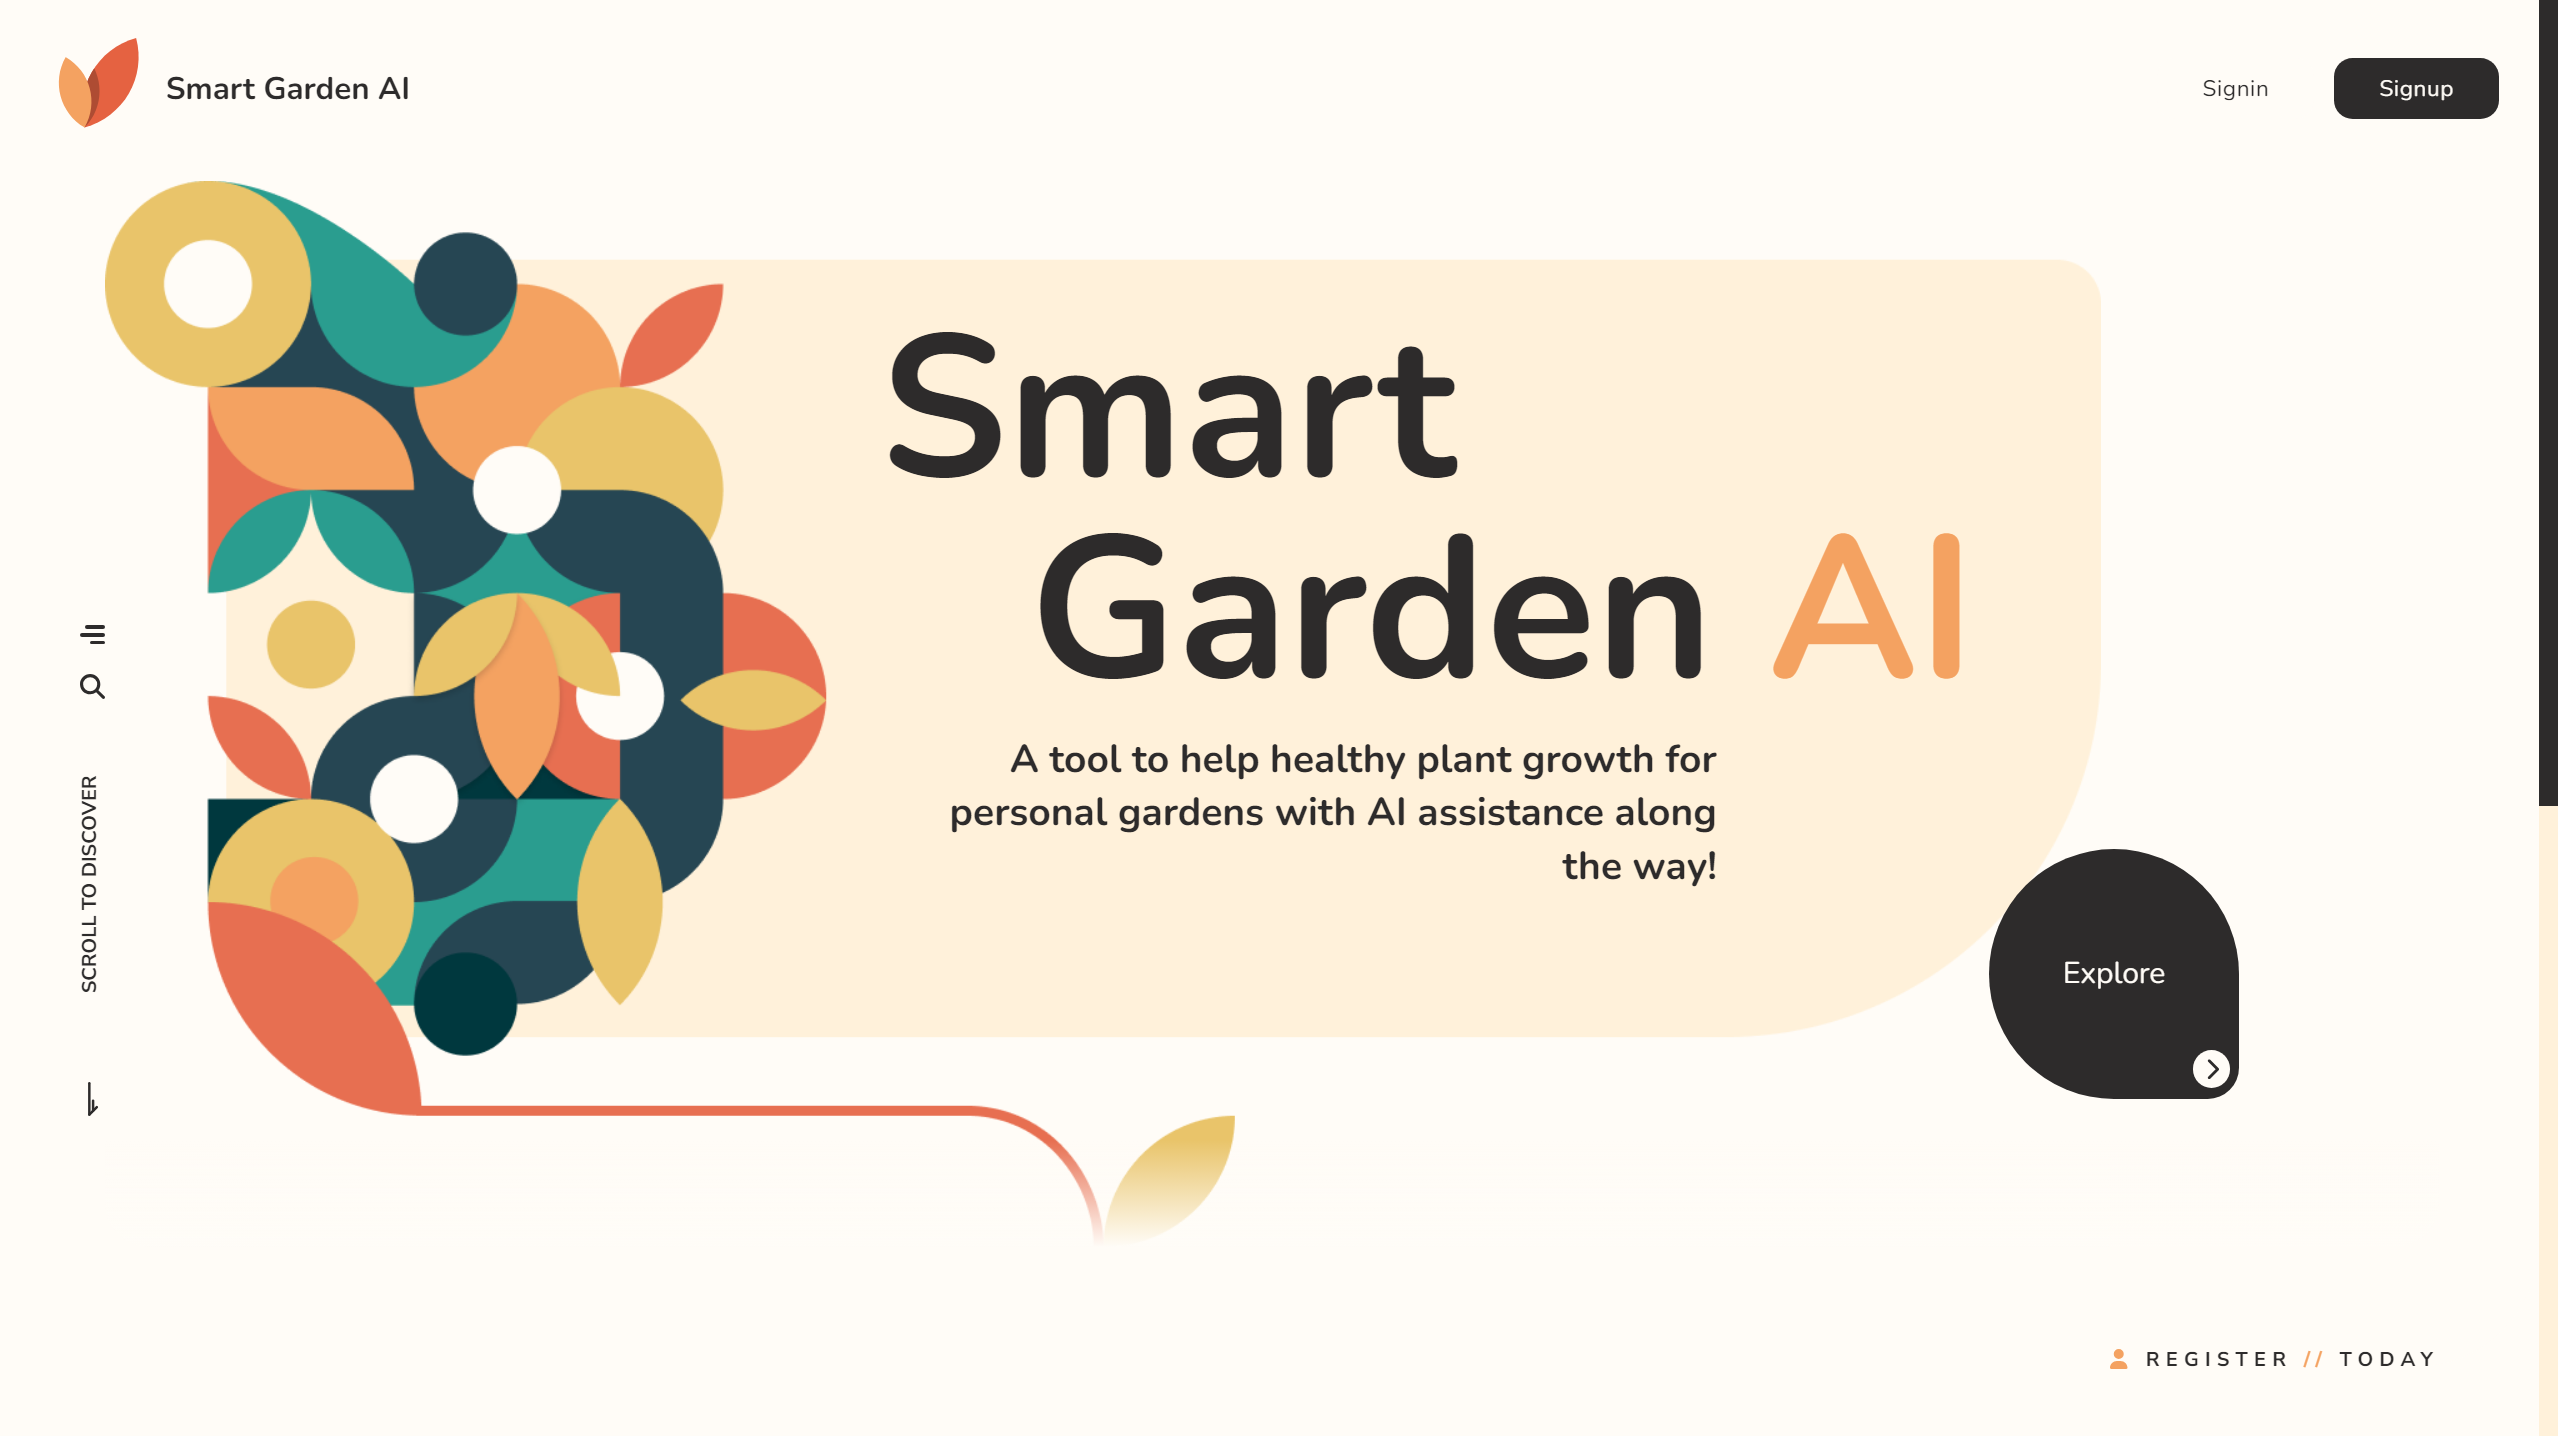 Smart Garden AI
Signin
Signup
Smart
Garden AI
A tool to help healthy plant growth for
personal gardens with AI assistance along
the way!
SCROLL TO DISCOVER
Explore
REGISTER // TODAY